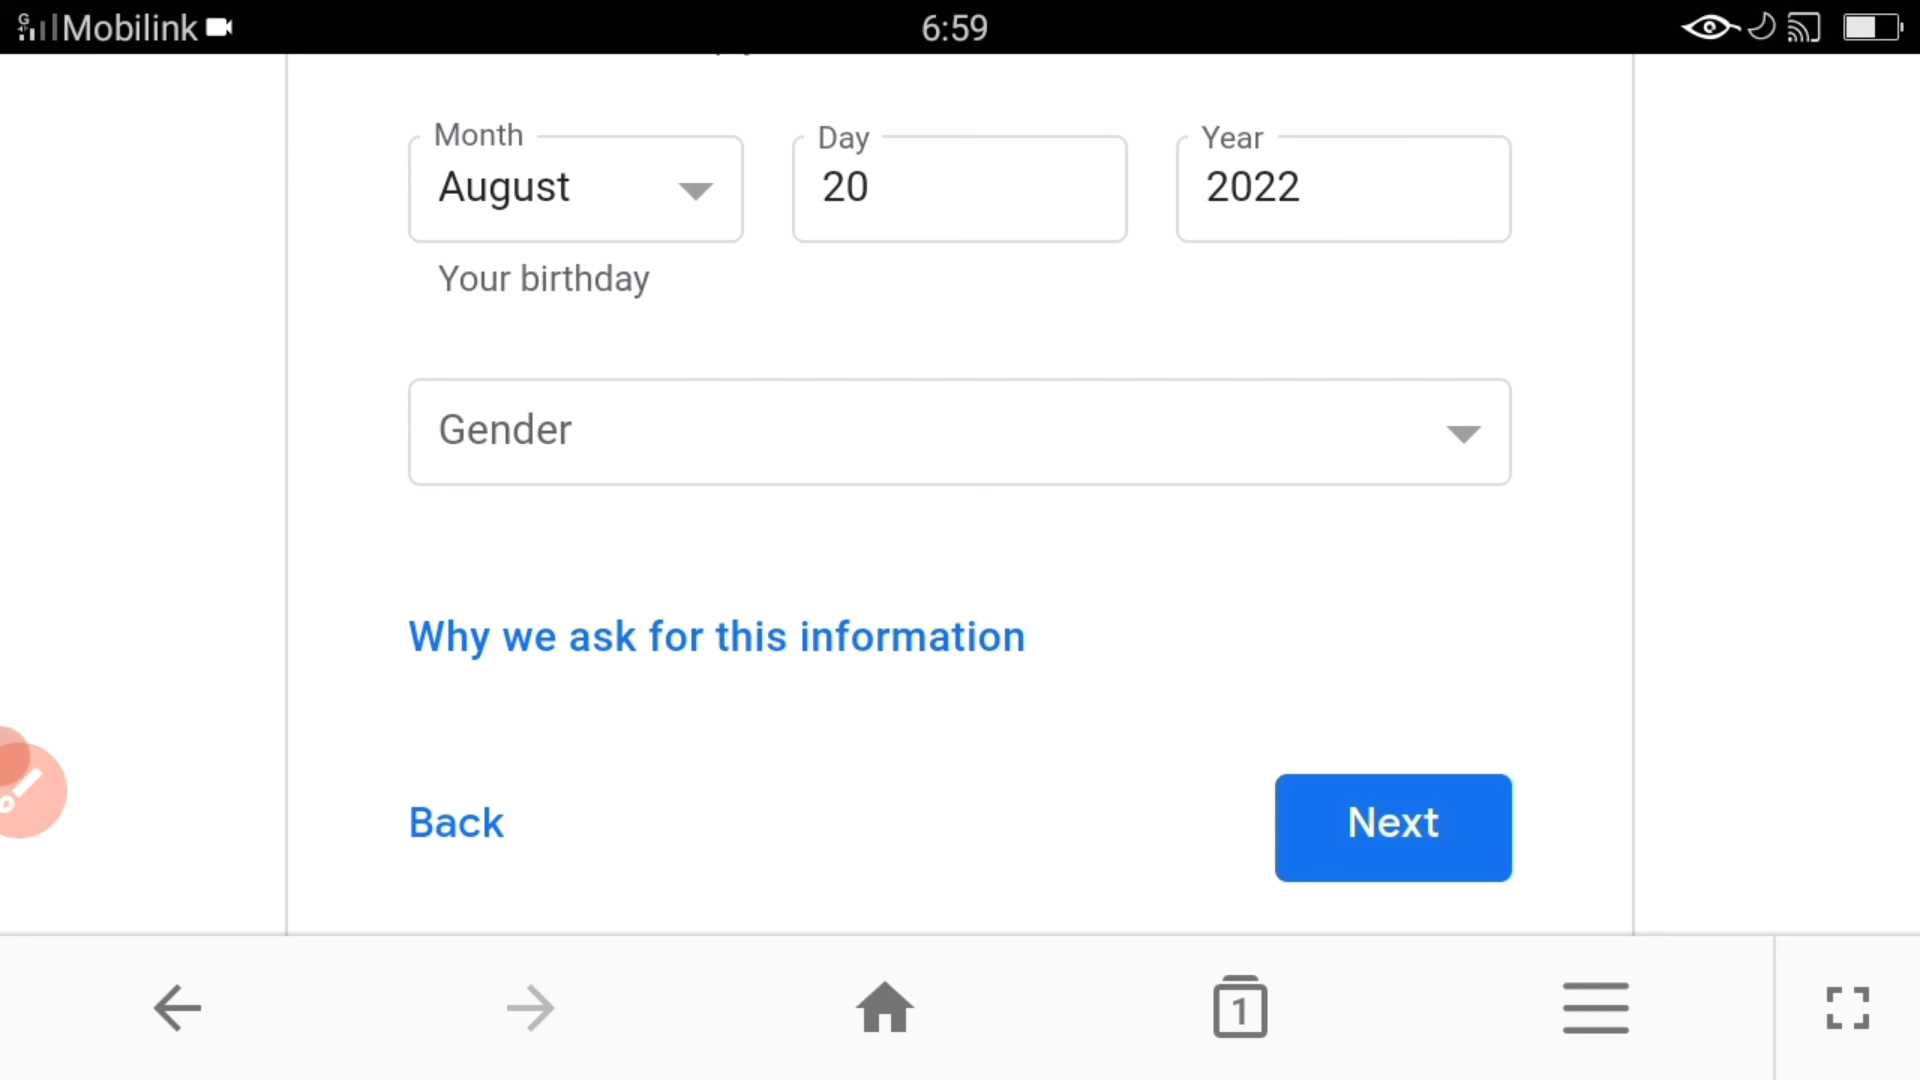 Mobilink 6:59
Month Day Year
August 20 2022
Your birthday
Gender
Why we ask for this information
Back Next
1